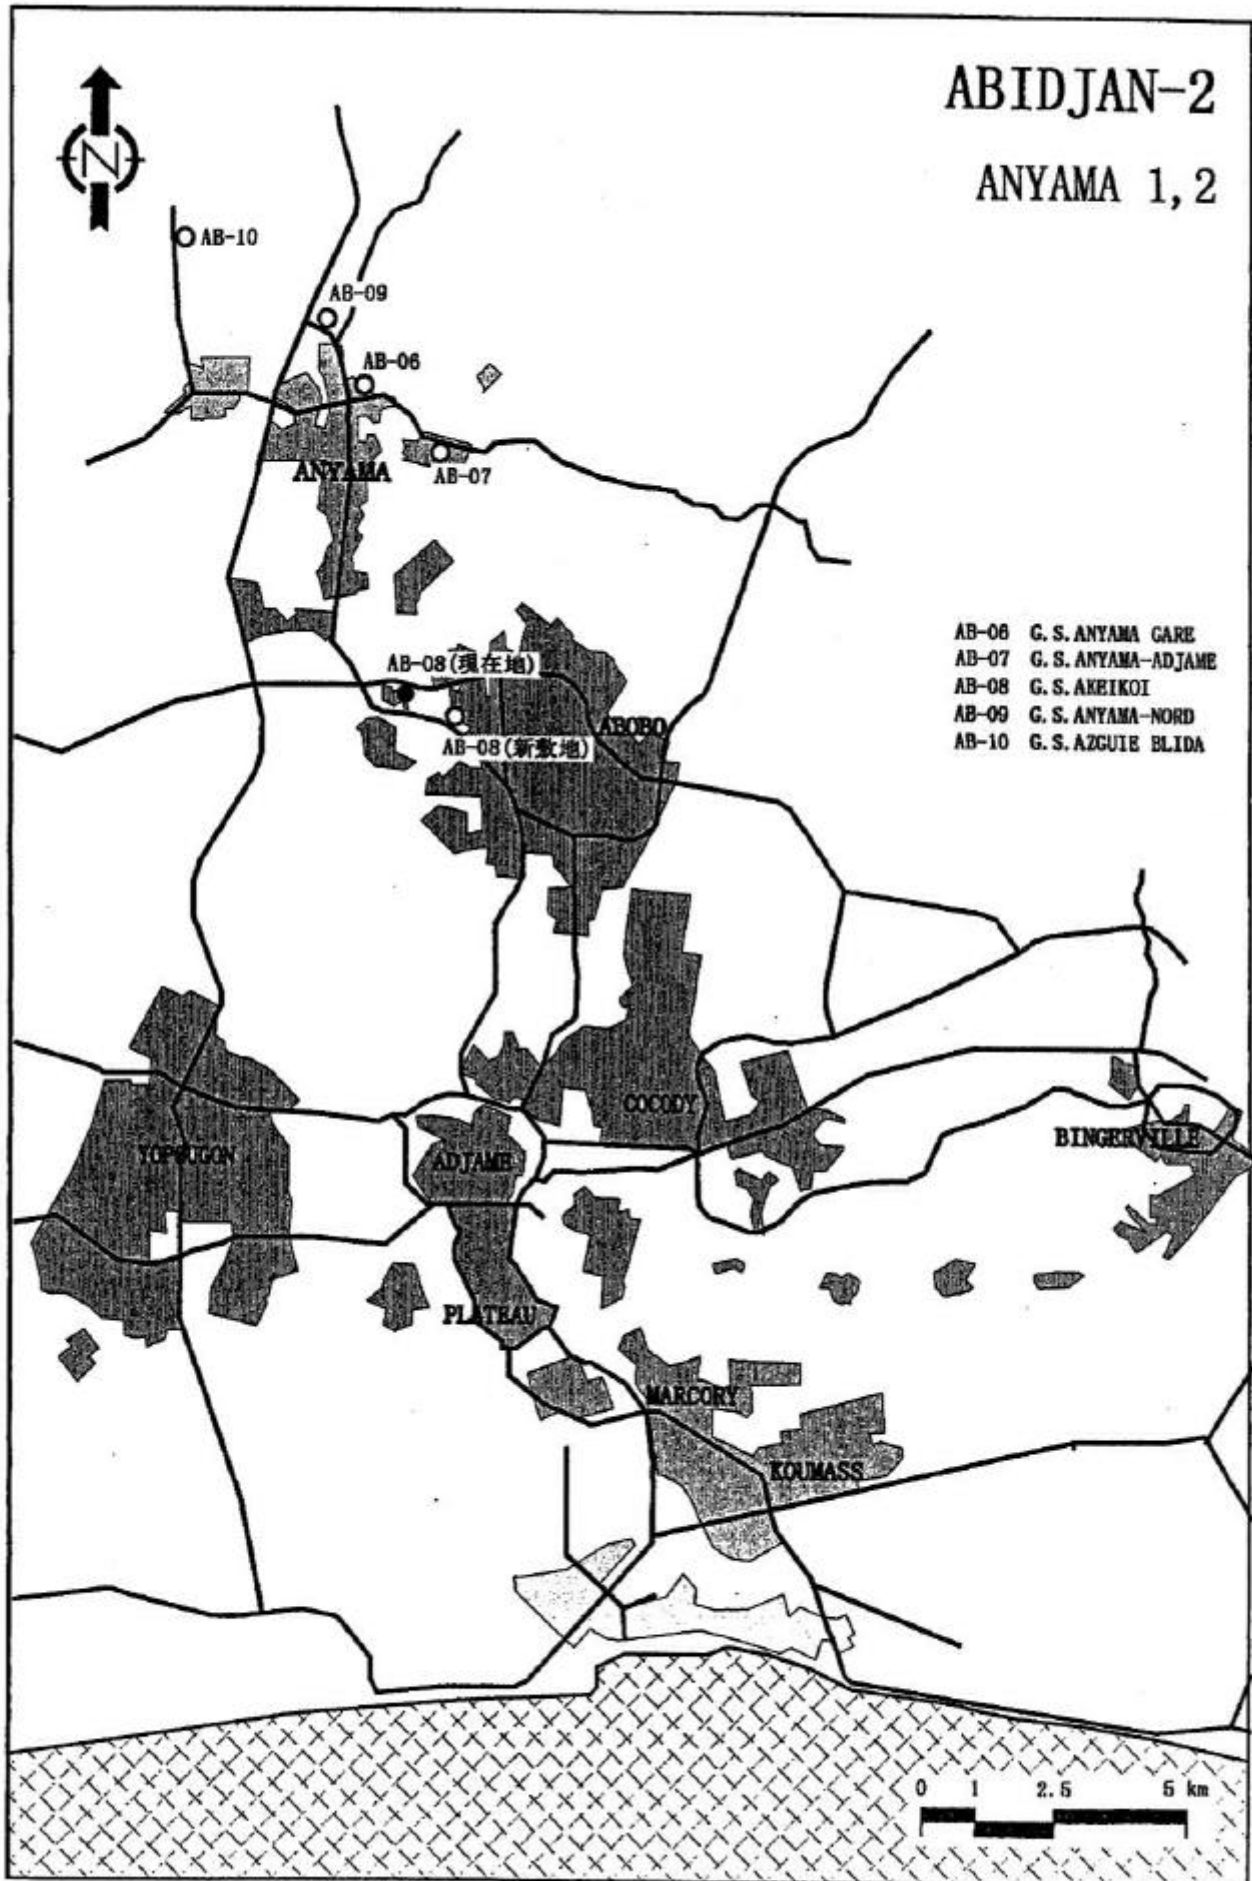 ABIDJAN-2
ANYAMA 1, 2
N
AB-10
AB-09
AB-06
ANYAMA
AB-07
AB-06 G. S. ANYAMA GARE
AB-07 G. S. ANYAMA-ADJAME
AB-08 G. S. AKEIKOI
AB-09 G. S. ANYAMA-NORD
AB-10 G. S. AZGUIE BLIDA
AB-08(現在地)
ABOBO
AB-08(新敷地)
COCODY
BINGERVILLE
YOPOUGON
ADJAME
PLATEAU
MARCORY
KOUMASS
0 1 2.5 5 km